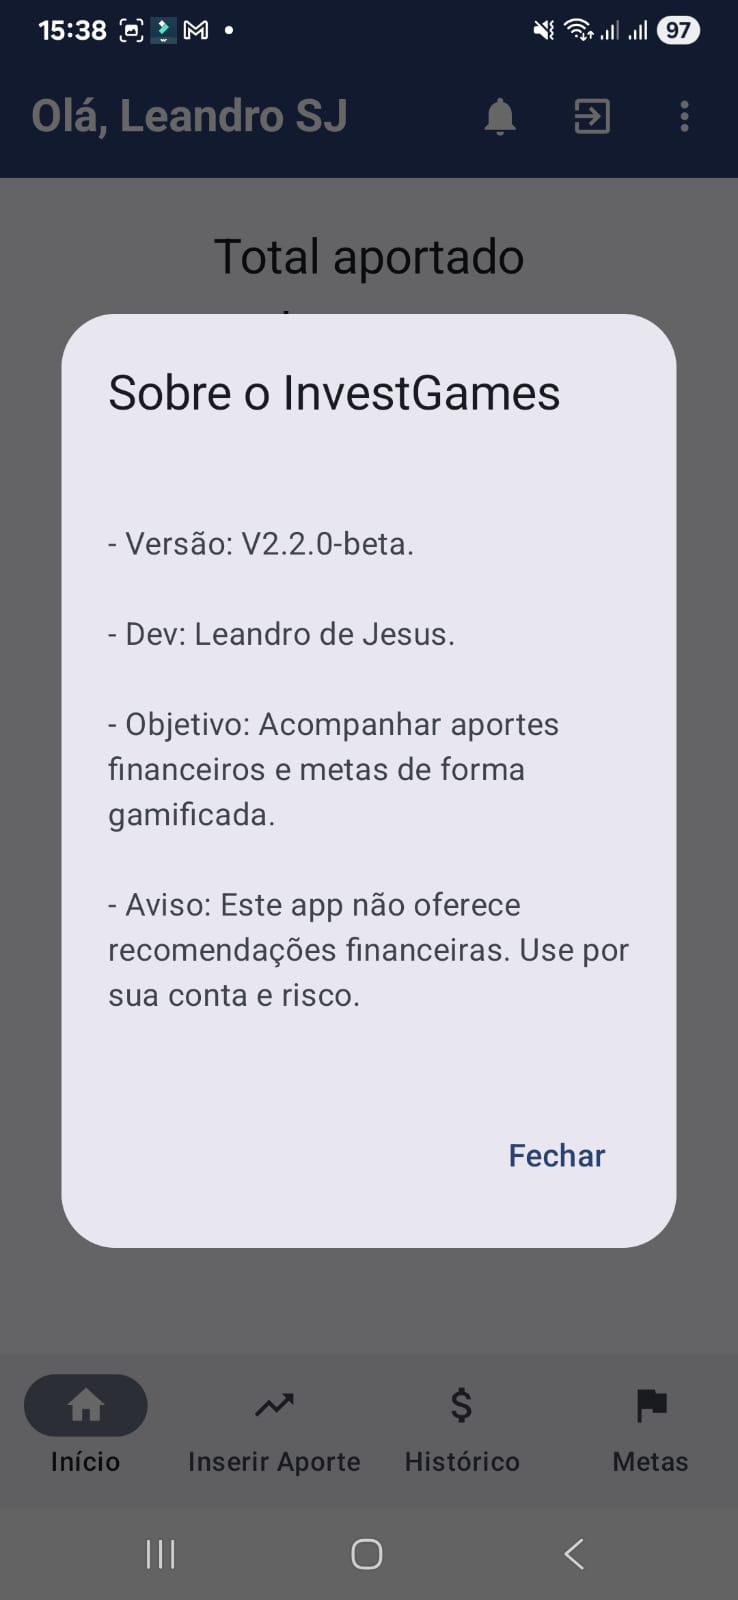 15:38
97
Olá, Leandro SJ
Total aportado
Sobre o InvestGames
- Versão: V2.2.0-beta.
- Dev: Leandro de Jesus.
- Objetivo: Acompanhar aportes
financeiros e metas de forma
gamificada.
- Aviso: Este app não oferece
recomendações financeiras. Use por
sua conta e risco.
Fechar
Início
Inserir Aporte
Histórico
Metas